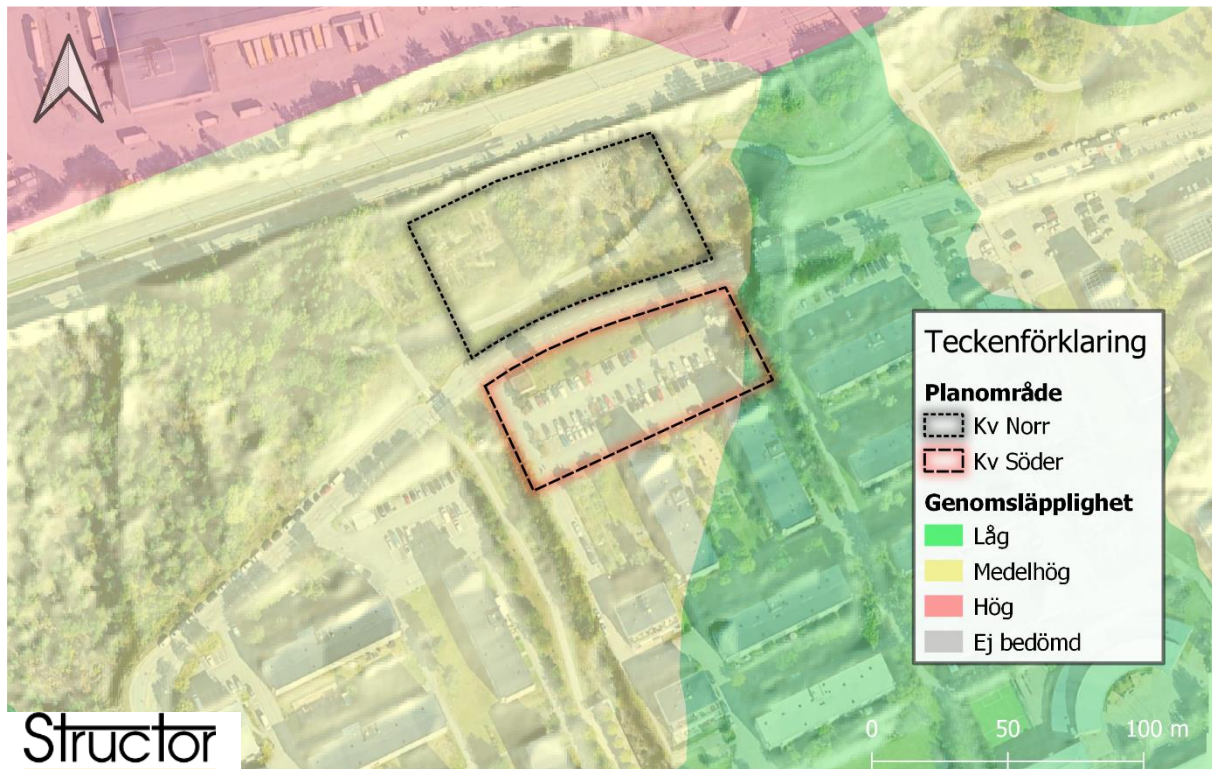 Teckenförklaring
Planområde
Kv Norr
Kv Söder
Genomsläpplighet
Låg
Medelhög
Hög
Ej bedömd
0 50 100 m
Structor